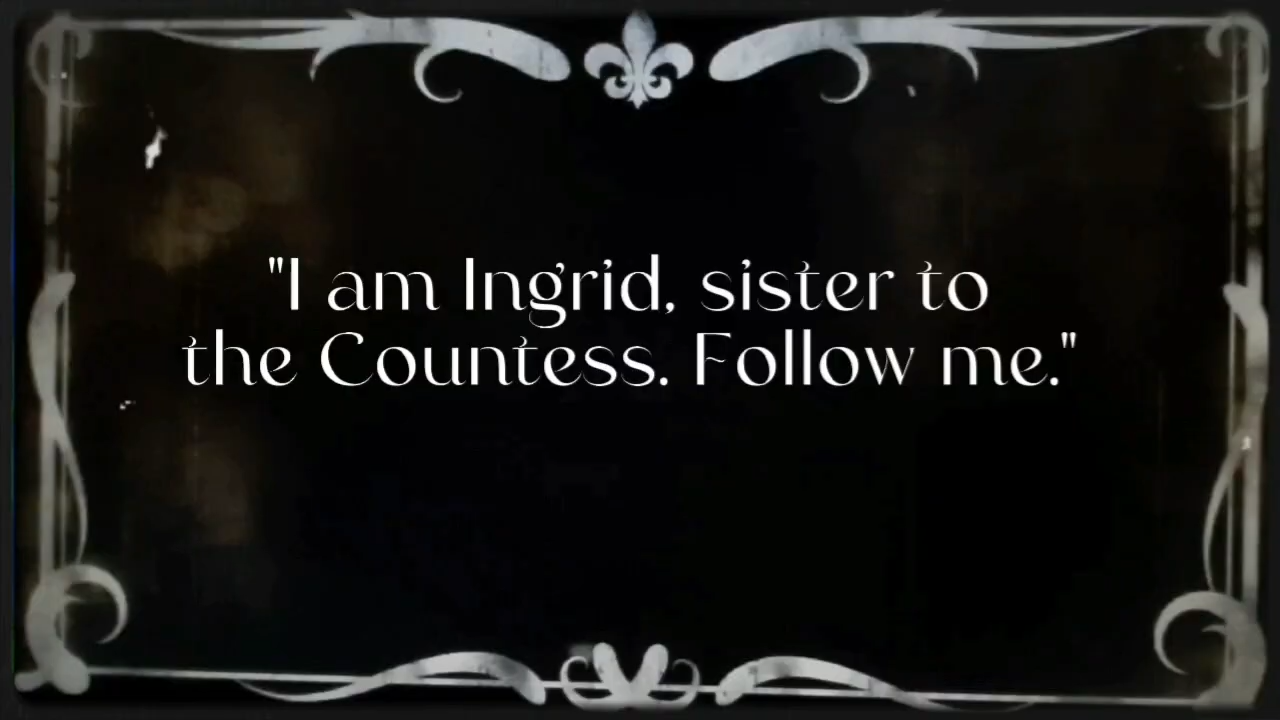 "I am Ingrid, sister to
the Countess. Follow me."